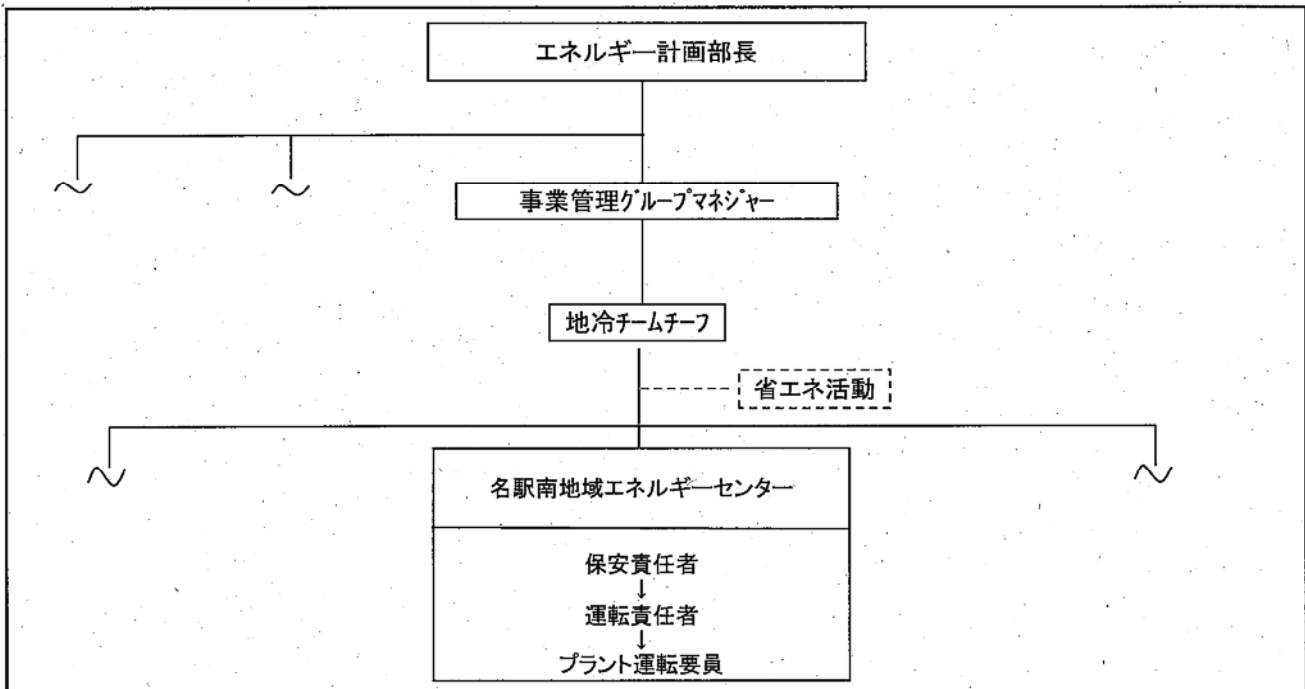 エネルギー計画部長
事業管理グループマネジャー
地冷チームチーフ
省エネ活動
名駅南地域エネルギーセンター
保安責任者
↓
運転責任者
↓
プラント運転要員